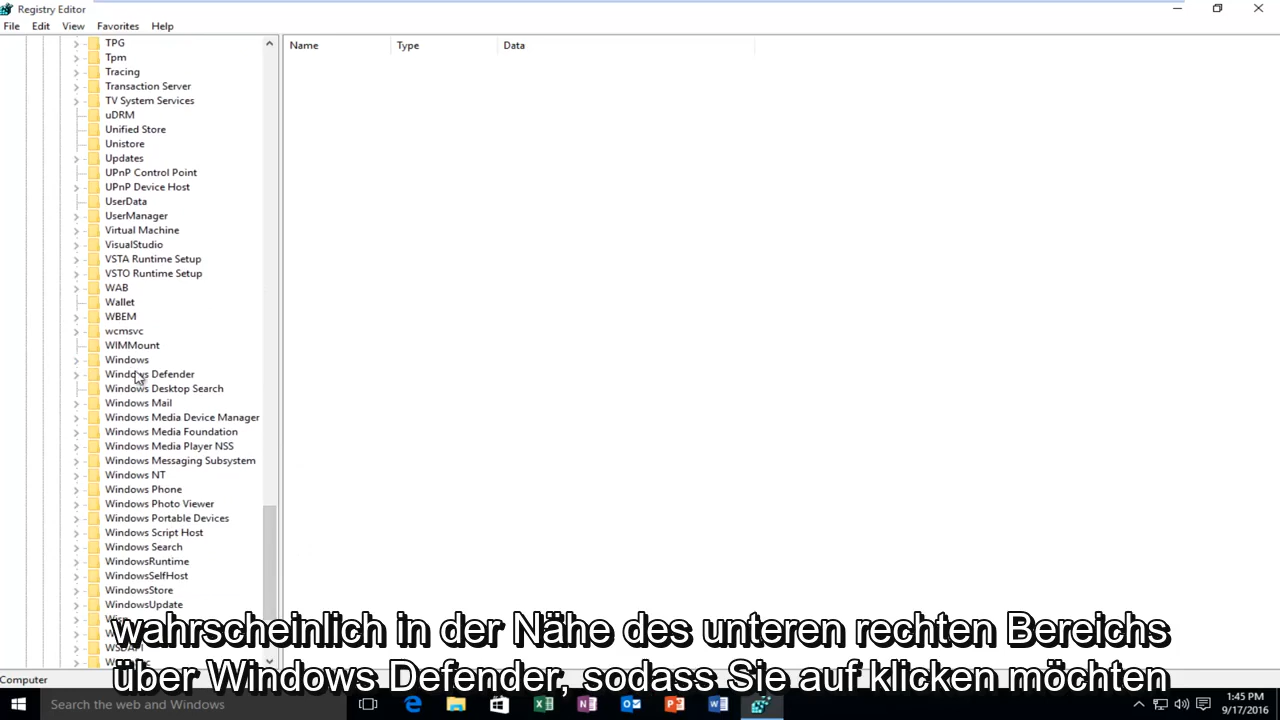 Registry Editor
File Edit View Favorites Help
Name Type Data
TPG
Tpm
Tracing
Transaction Server
TV System Services
uDRM
Unified Store
Unistore
Updates
UPnP Control Point
UPnP Device Host
UserData
UserManager
Virtual Machine
VisualStudio
VSTA Runtime Setup
VSTO Runtime Setup
WAB
Wallet
WBEM
wcmsvc
WIMMount
Windows
Windows Defender
Windows Desktop Search
Windows Mail
Windows Media Device Manager
Windows Media Foundation
Windows Media Player NSS
Windows Messaging Subsystem
Windows NT
Windows Phone
Windows Photo Viewer
Windows Portable Devices
Windows Script Host
Windows Search
WindowsRuntime
WindowsSelfHost
WindowsStore
WindowsUpdate
wahrscheinlich in der Nähe des unteren rechten Bereichs
über Windows Defender, sodass Sie auf klicken möchten
Computer
Search the web and Windows
1:45 PM
9/17/2016